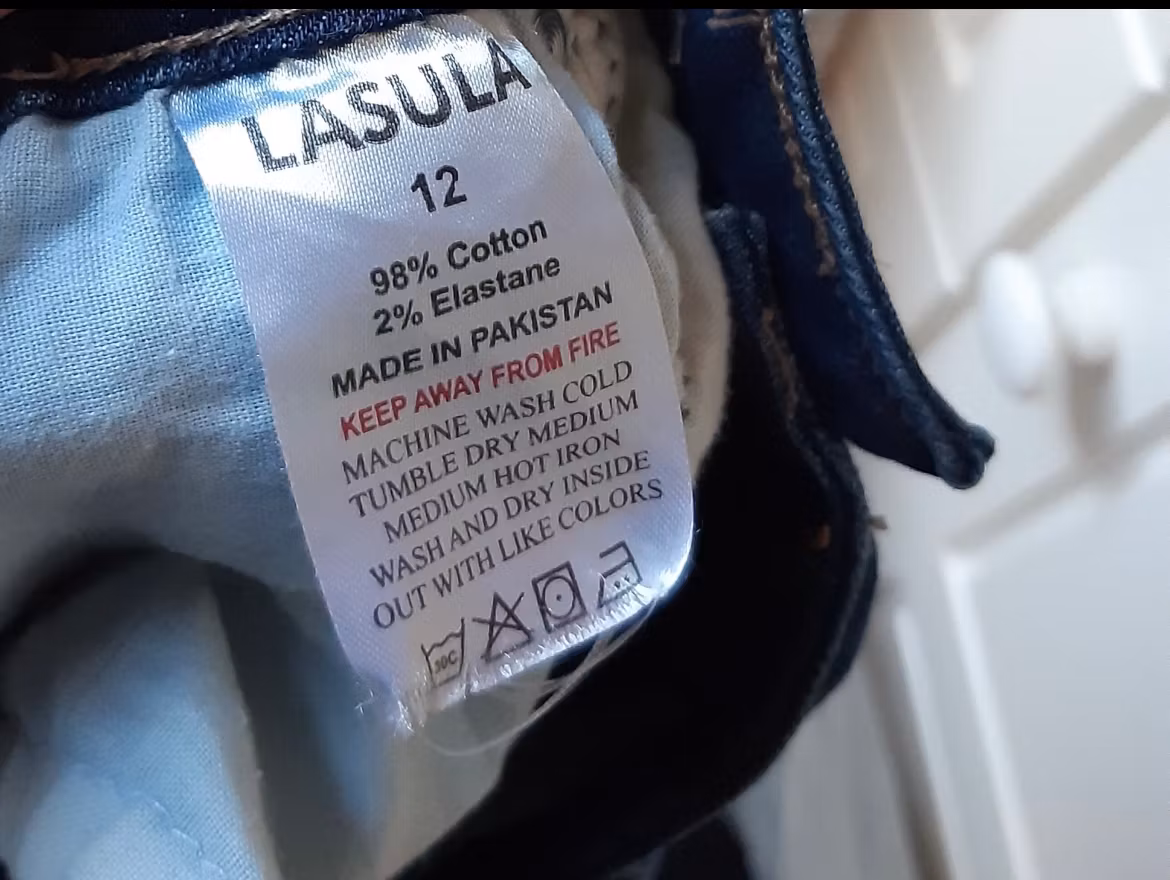 LASULA
12
98% Cotton
2% Elastane
MADE IN PAKISTAN
KEEP AWAY FROM FIRE
MACHINE WASH COLD
TUMBLE DRY MEDIUM
MEDIUM HOT IRON
WASH AND DRY INSIDE
OUT WITH LIKE COLORS
30C